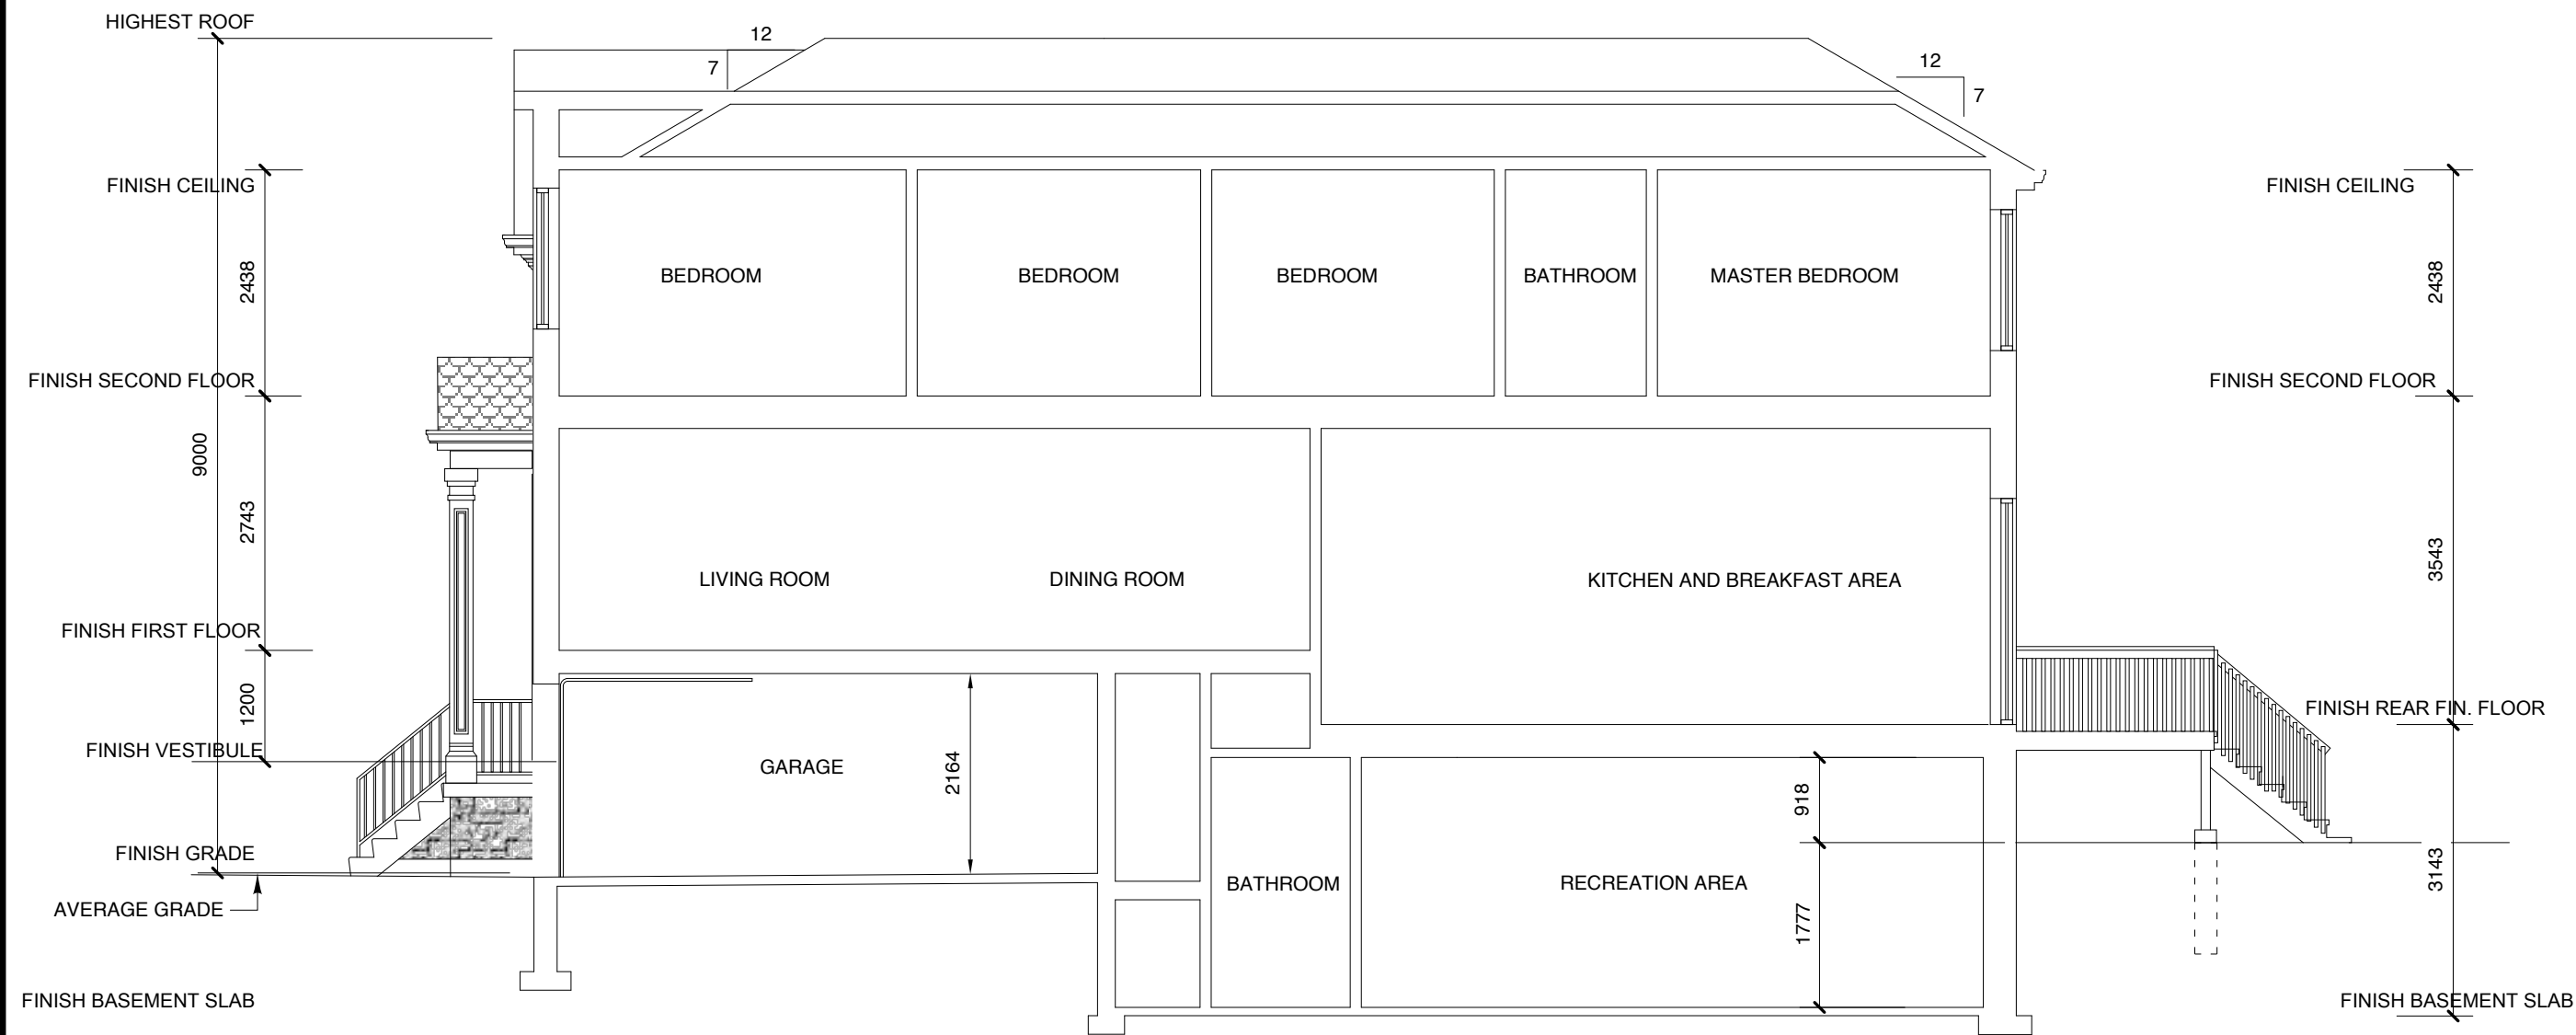 HIGHEST ROOF
12
7
12
7
FINISH CEILING
FINISH CEILING
2438
BEDROOM
BEDROOM
BEDROOM
BATHROOM
MASTER BEDROOM
2438
FINISH SECOND FLOOR
FINISH SECOND FLOOR
9000
2743
LIVING ROOM
DINING ROOM
KITCHEN AND BREAKFAST AREA
3543
FINISH FIRST FLOOR
1200
FINISH REAR FIN. FLOOR
FINISH VESTIBULE
GARAGE
2164
918
FINISH GRADE
AVERAGE GRADE
BATHROOM
RECREATION AREA
1777
3143
FINISH BASEMENT SLAB
FINISH BASEMENT SLAB